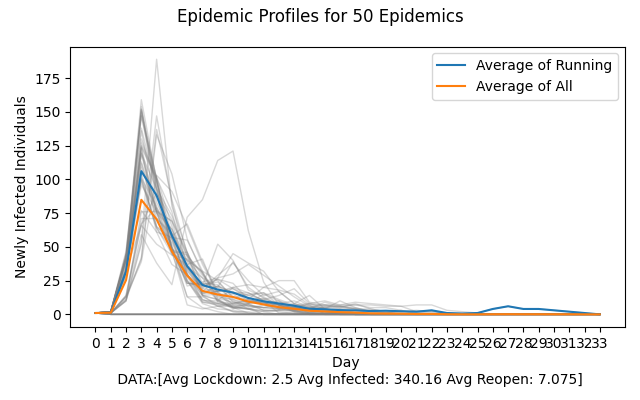 Epidemic Profiles for 50 Epidemics
Average of Running
Average of All
175
150
125
100
75
50
25
0
Newly Infected Individuals
0 1 2 3 4 5 6 7 8 9 10 11 12 13 14 15 16 17 18 19 20 21 22 23 24 25 26 27 28 29 30 31 32 33
Day
DATA:[Avg Lockdown: 2.5 Avg Infected: 340.16 Avg Reopen: 7.075]